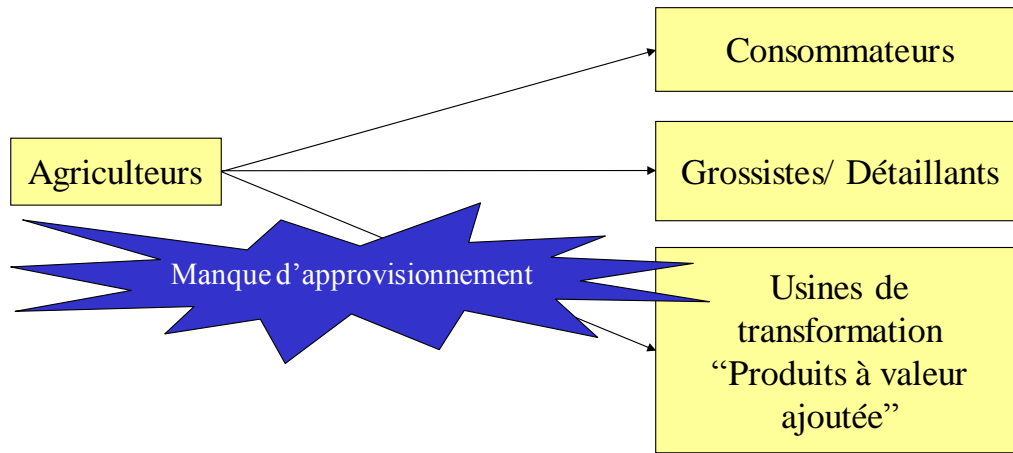 Consommateurs
Agriculteurs
Grossistes/ Détaillants
Manque d’approvisionnement
Usines de
transformation
“Produits à valeur
ajoutée”